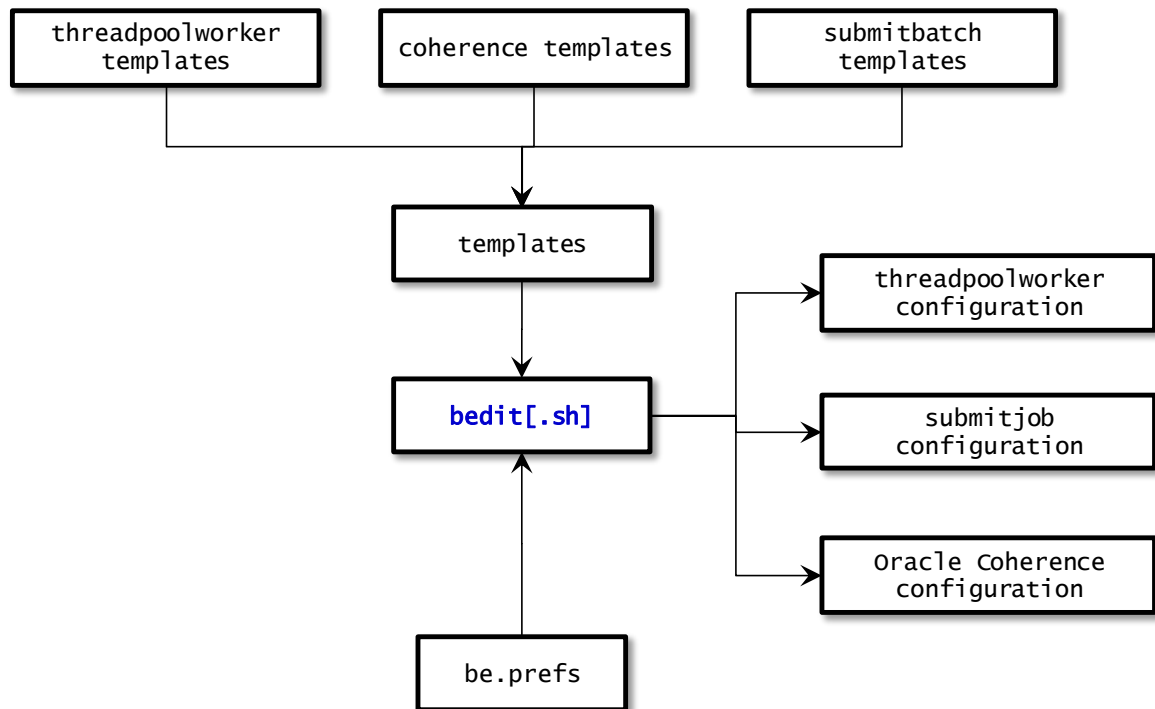 threadpoolworker
templates
coherence templates
submitbatch
templates
templates
threadpoolworker
configuration
bedit[.sh]
submitjob
configuration
Oracle Coherence
configuration
be.prefs